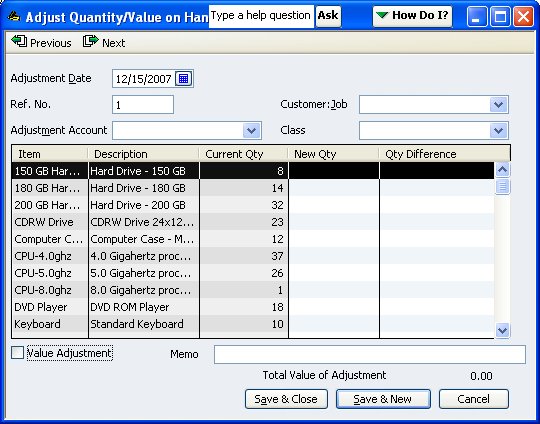 Adjust Quantity/Value on Han Type a help question Ask How Do I?
Previous Next
Adjustment Date 12/15/2007
Ref. No. 1 Customer:Job
Adjustment Account Class
Item Description Current Qty New Qty Qty Difference
150 GB Har... Hard Drive - 150 GB 8
180 GB Har... Hard Drive - 180 GB 14
200 GB Har... Hard Drive - 200 GB 32
CDRW Drive CDRW Drive 24x12... 23
Computer C... Computer Case - M... 12
CPU-4.0ghz 4.0 Gigahertz proc... 37
CPU-5.0ghz 5.0 Gigahertz proc... 26
CPU-8.0ghz 8.0 Gigahertz proc... 1
DVD Player DVD ROM Player 18
Keyboard Standard Keyboard 10
Value Adjustment Memo
Total Value of Adjustment 0.00
Save & Close Save & New Cancel